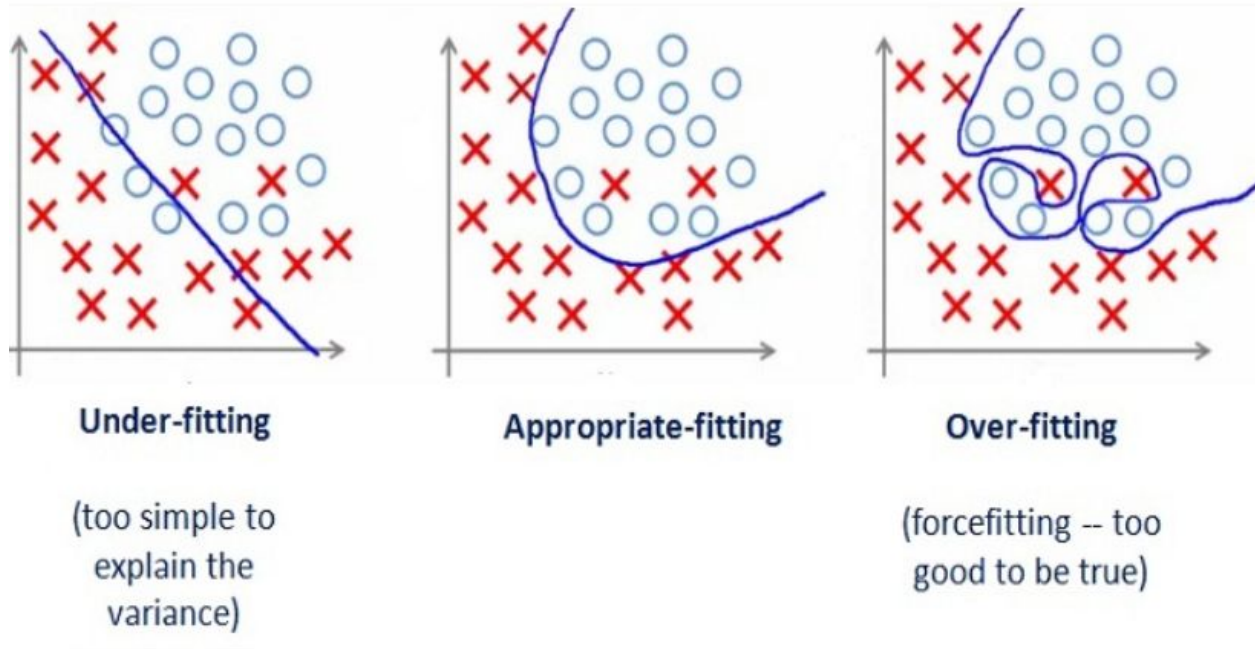 Under-fitting
(too simple to
explain the
variance)
Appropriate-fitting
Over-fitting
(forcefitting -- too
good to be true)